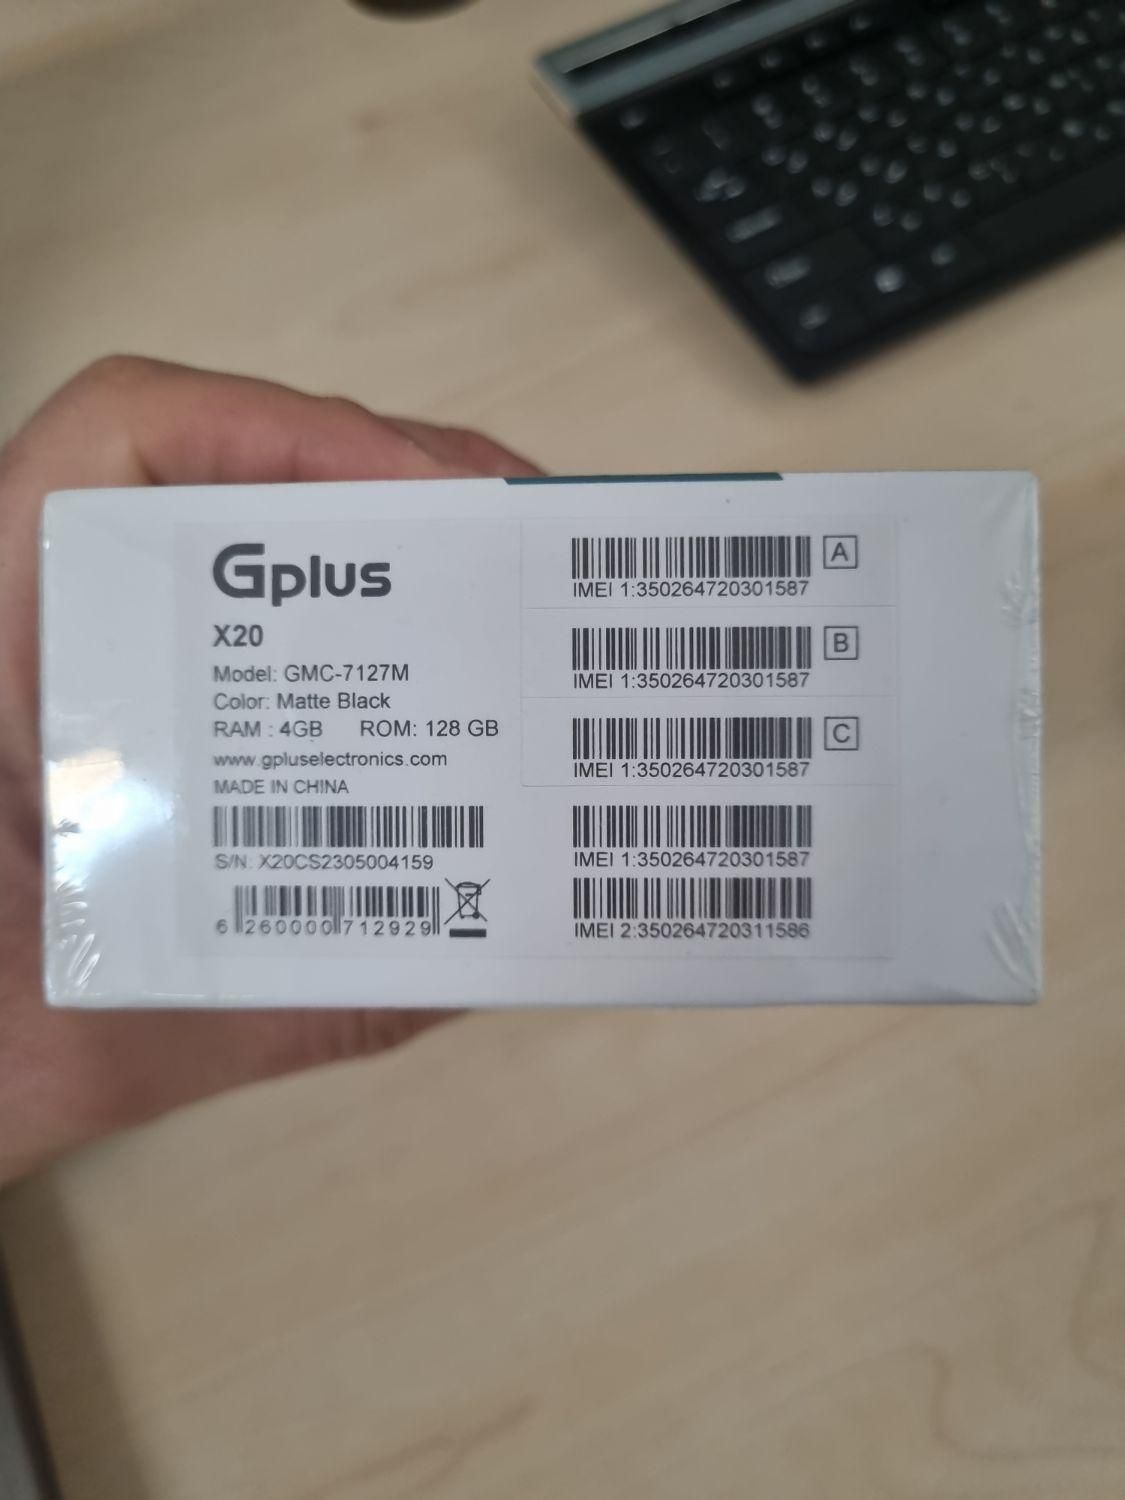 Gplus
X20
Model: GMC-7127M
Color: Matte Black
RAM : 4GB ROM: 128 GB
www.gpluselectronics.com
MADE IN CHINA
S/N: X20CS2305004159
6 260000 712929
IMEI 1:350264720301587 A
IMEI 1:350264720301587 B
IMEI 1:350264720301587 C
IMEI 1:350264720301587
IMEI 2:350264720311586